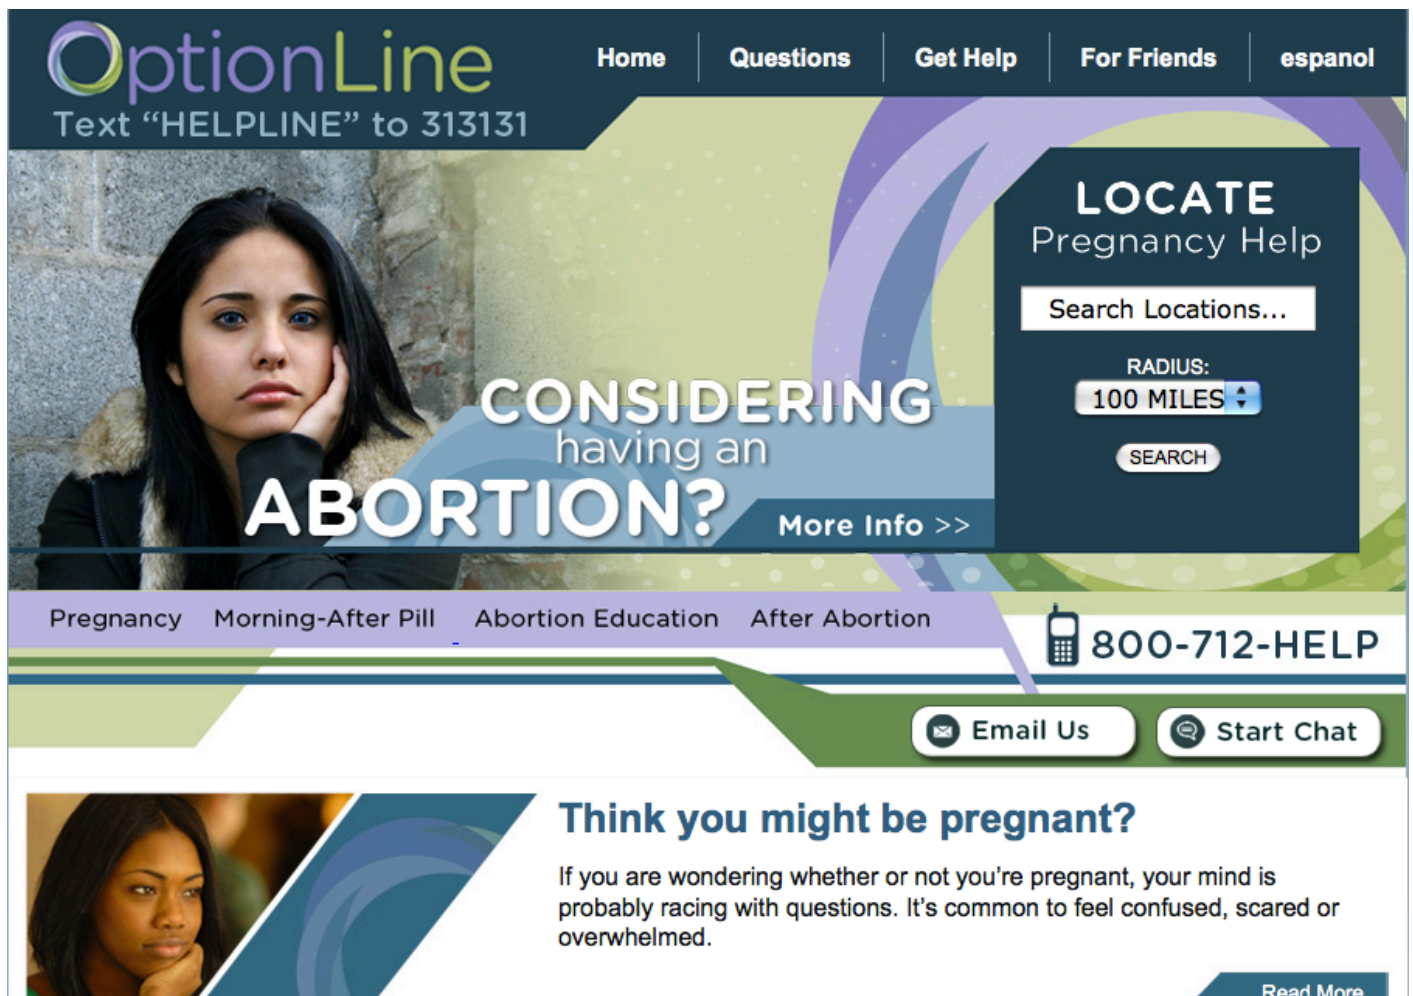 OptionLine
Text “HELPLINE” to 313131
Home
Questions
Get Help
For Friends
espanol
LOCATE
Pregnancy Help
Search Locations...
RADIUS:
100 MILES
SEARCH
CONSIDERING
having an
ABORTION?
More Info >>
Pregnancy
Morning-After Pill
Abortion Education
After Abortion
800-712-HELP
Email Us
Start Chat
Think you might be pregnant?
If you are wondering whether or not you’re pregnant, your mind is
probably racing with questions. It’s common to feel confused, scared or
overwhelmed.
Read More